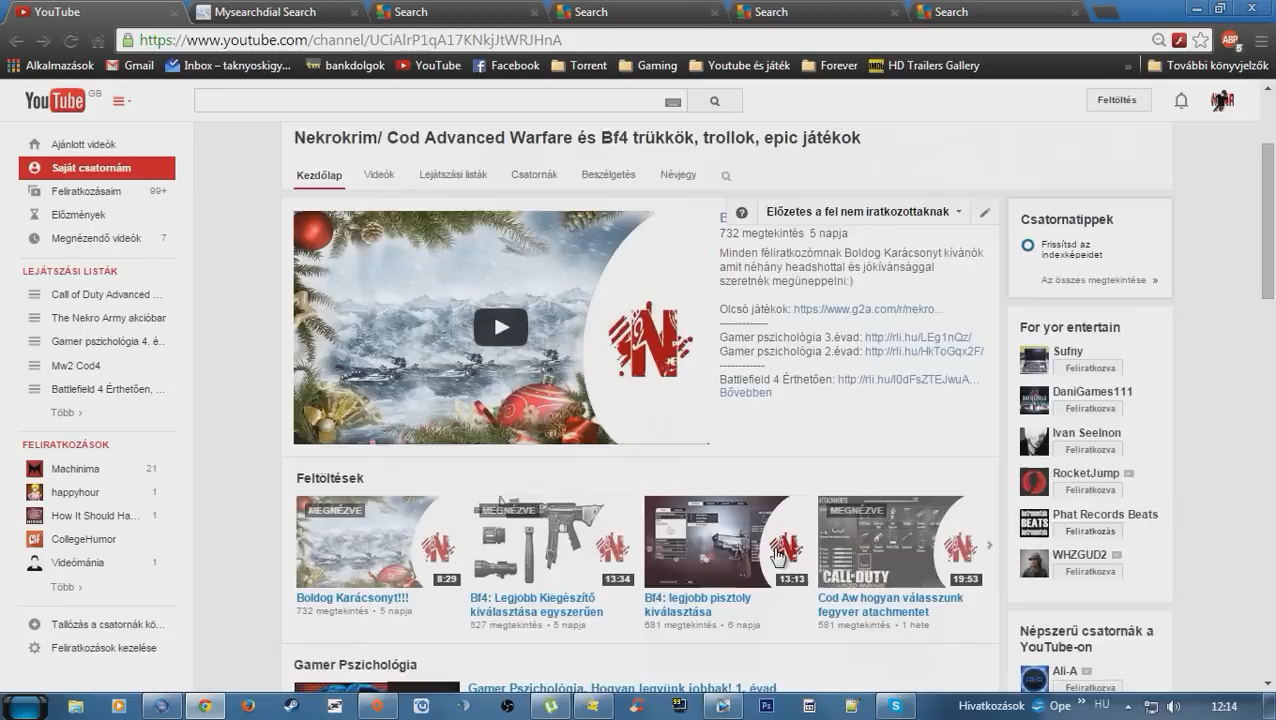 YouTube
Mysearchdial Search
Search
Search
Search
Search
https://www.youtube.com/channel/UCiAlrP1qA17KNkjJtWRJHnA
ABP
5
Alkalmazások
Gmail
Inbox – taknyoskigy...
bankdolgok
YouTube
Facebook
Torrent
Gaming
Youtube és játék
Forever
IMDb
HD Trailers Gallery
»
További könyvjelzők
YouTube
GB
Feltöltés
Ajánlott videók
Saját csatornám
Feliratkozásaim 99+
Előzmények
Megnézendő videók 7
LEJÁTSZÁSI LISTÁK
Call of Duty Advanced ...
The Nekro Army akcióban
Gamer pszichológia 4. é..
Mw2 Cod4
Battlefield 4 Érthetően, ...
Több ›
FELIRATKOZÁSOK
Machinima 21
happyhour 1
How It Should Ha... 1
CollegeHumor
Videómánia 1
Több ›
Tallózás a csatornák kö...
Feliratkozások kezelése
Nekrokrim/ Cod Advanced Warfare és Bf4 trükkök, trollok, epic játékok
Kezdőlap
Videók
Lejátszási listák
Csatornák
Beszélgetés
Névjegy
N
B
Előzetes a fel nem iratkozottaknak
732 megtekintés 5 napja
Minden féliratkozómnak Boldog Karácsonyt kívánok
amit néhány headshottal és jókívánsággal
szeretnék megünneplni:)
Olcsó játékok: https://www.g2a.com/r/nekro...
-------------
Gamer pszichológia 3.évad: http://rli.hu/LEg1nQz/
Gamer pszichológia 2.évad: http://rli.hu/HkToGqx2F/
------------
Battlefield 4 Érthetően: http://rli.hu/l0dFsZTEJwuA...
Bővebben
Feltöltések
MEGNÉZVE
N
8:29
Boldog Karácsonyt!!!
732 megtekintés • 5 napja
MEGNÉZVE
N
13:34
Bf4: Legjobb Kiegészítő
kiválasztása egyszerűen
827 megtekintés • 5 napja
N
13:13
Bf4: legjobb pisztoly
kiválasztása
681 megtekintés • 6 napja
ATTACHMENTS
MEGNÉZVE
CALL OF DUTY
N
19:53
Cod Aw hogyan válasszunk
fegyver atachmentet
581 megtekintés • 1 hete
Gamer Pszichológia
Gamer Pszichológia, Hogyan legyünk jobbak! 1. évad
Csatornatippek
Frissítsd az
indexképeidet
Az összes megtekintése »
For yor entertain
Sufny
Feliratkozva
DaniGames111
Feliratkozva
Ivan Seelnon
Feliratkozva
RocketJump
Feliratkozva
Phat Records Beats
Feliratkozás
WHZGUD2
Feliratkozva
Népszerű csatornák a
YouTube-on
Ali-A
Feliratkozva
Hivatkozások
Ope »
HU
12:14